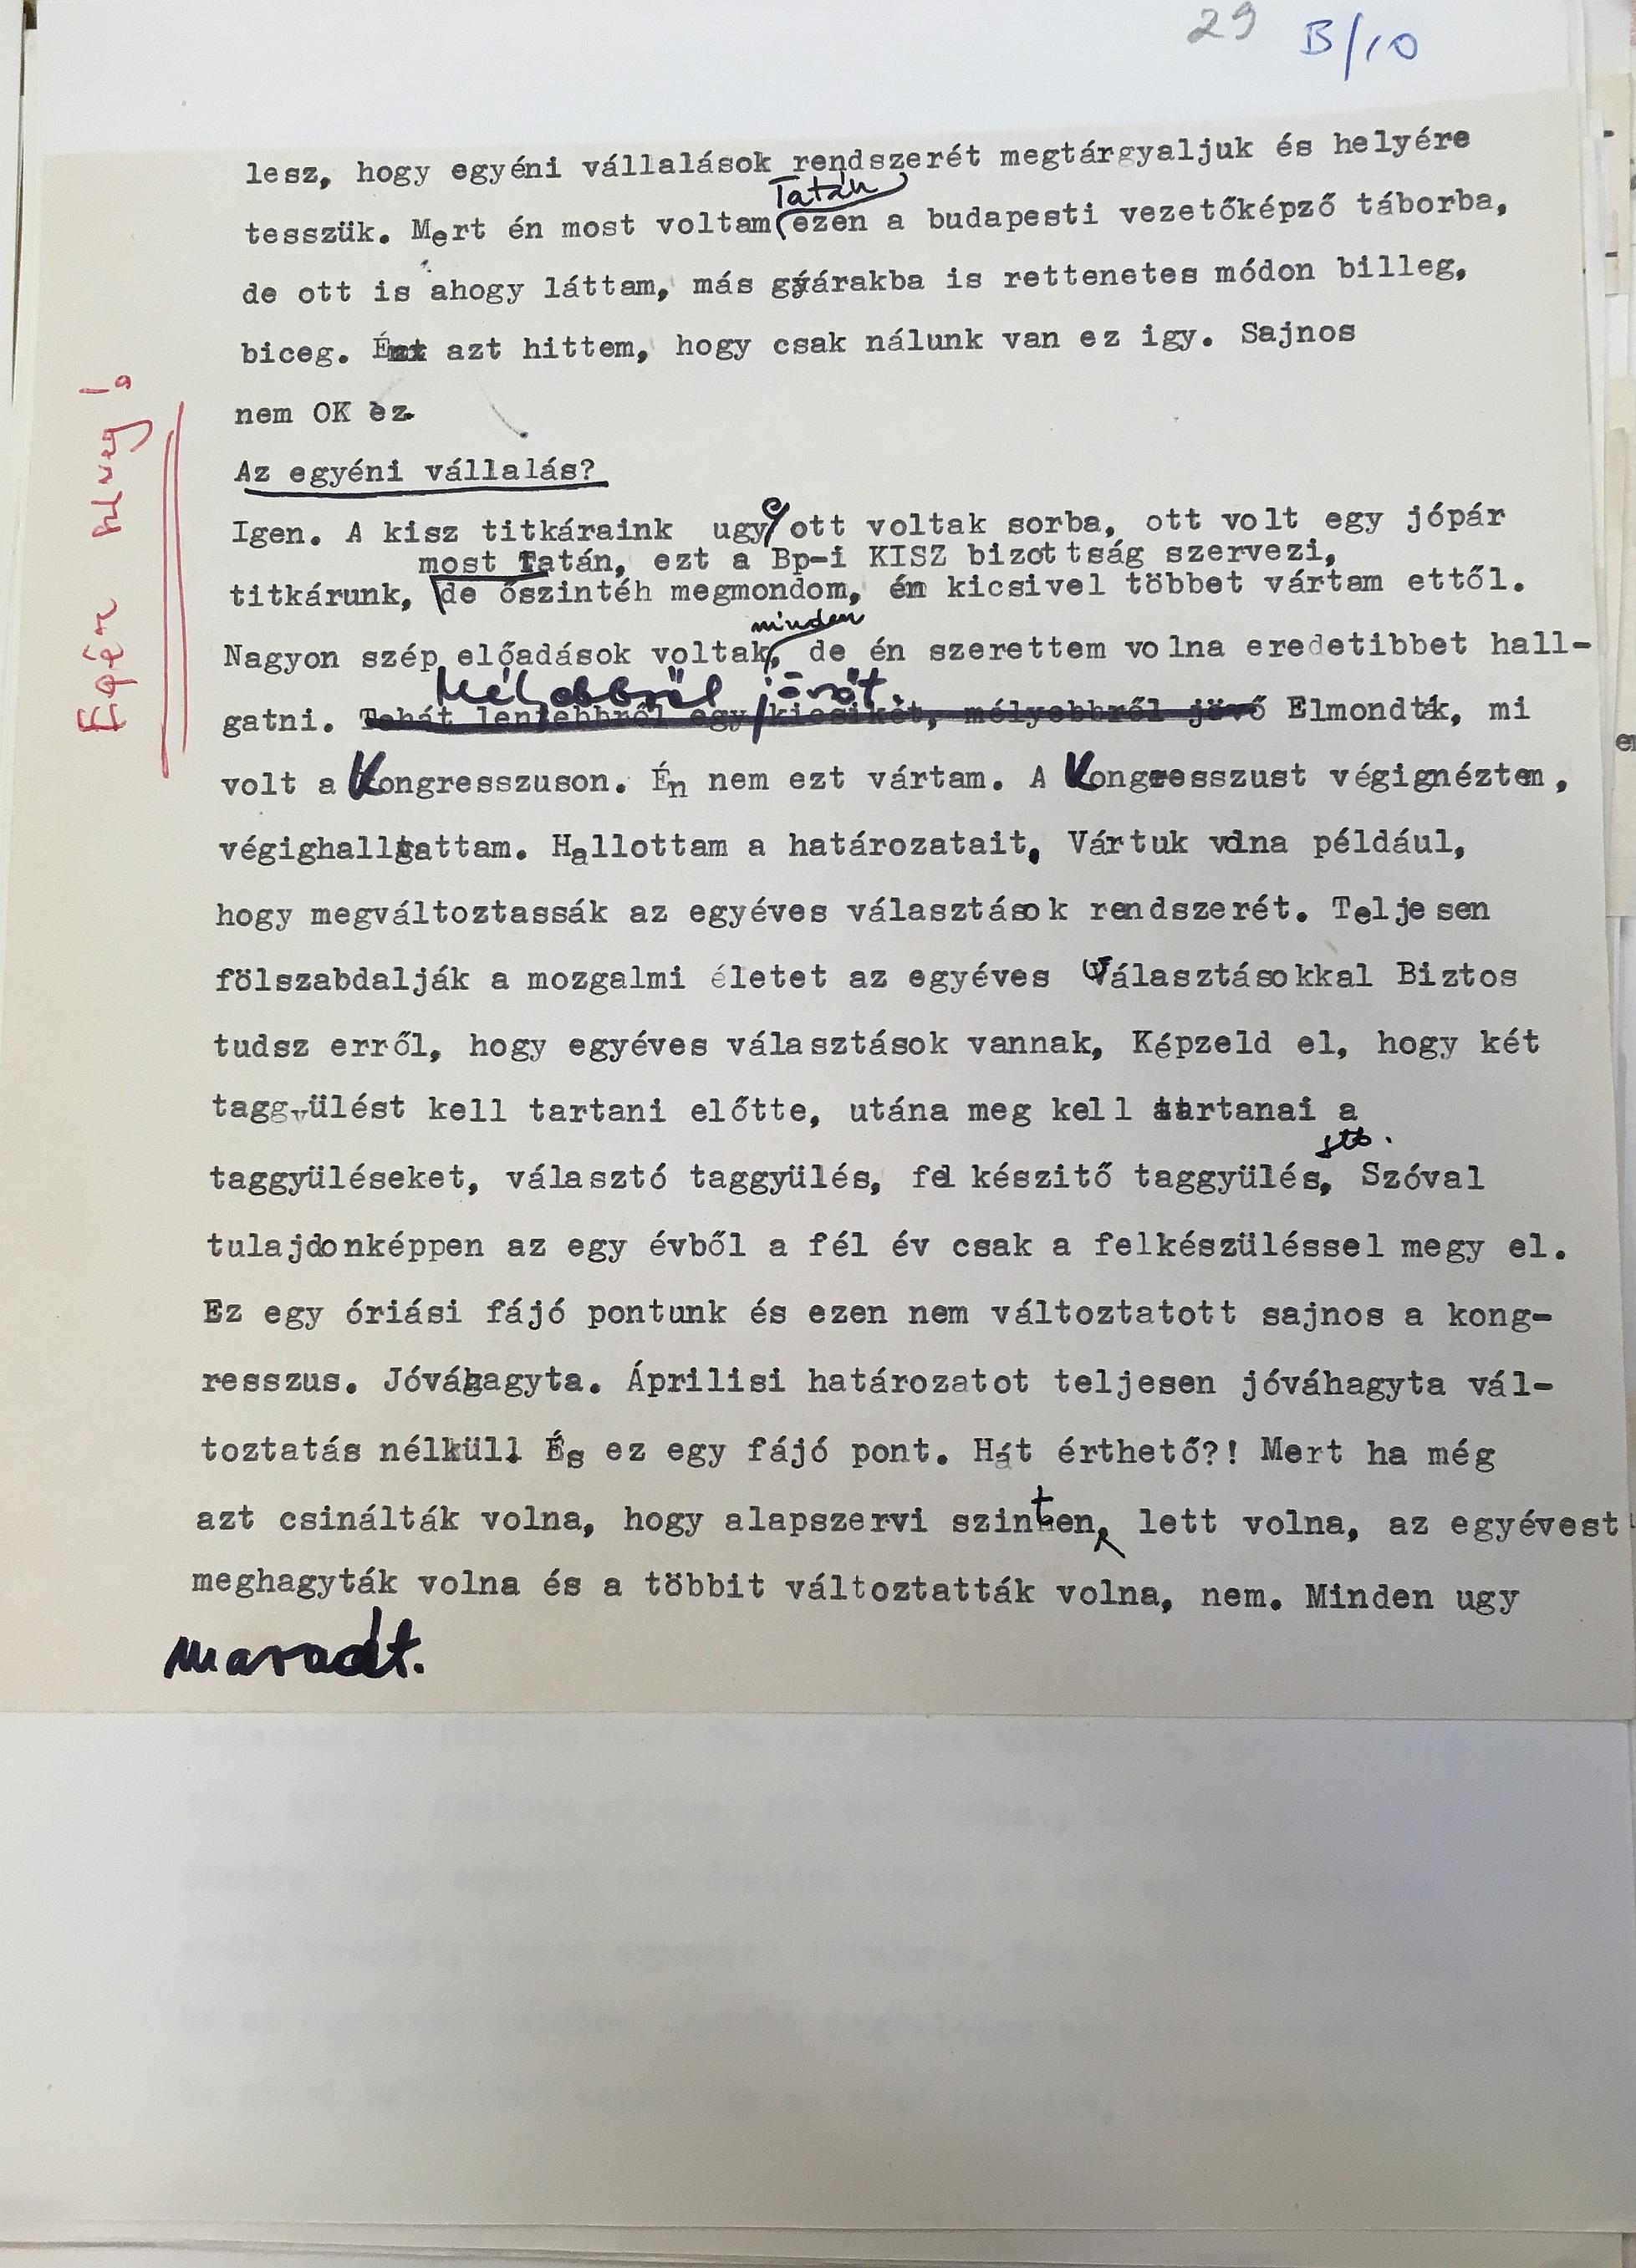 29 B/10
lesz, hogy egyéni vállalások rendszerét megtárgyaljuk és helyére
Tatán
tesszük. Mert én most voltam ezen a budapesti vezetőképző táborba,
de ott is ahogy láttam, más gyárakba is rettenetes módon billeg,
biceg. Én azt hittem, hogy csak nálunk van ez igy. Sajnos
nem OK ez.
Az egyéni vállalás?
Igen. A kisz titkáraink ugye ott voltak sorba, ott volt egy jópár
most Tatán, ezt a Bp-i KISZ bizottság szervezi,
titkárunk, de őszintéh megmondom, én kicsivel többet vártam ettől.
minden
Nagyon szép előadások voltak, de én szerettem volna eredetibbet hall-
Mélyebbről jövőt.
gatni. Tehát lentebbről egy kicsikét, mélyebbről jövő Elmondták, mi
volt a Kongresszuson. Én nem ezt vártam. A Kongresszust végignéztem,
végighallgattam. Hallottam a határozatait, Vártuk volna például,
hogy megváltoztassák az egyéves választások rendszerét. Teljesen
fölszabdalják a mozgalmi életet az egyéves Választásokkal Biztos
tudsz erről, hogy egyéves választások vannak, Képzeld el, hogy két
taggyülést kell tartani előtte, utána meg kell tartanai a
stb.
taggyüléseket, választó taggyülés, felkészitő taggyülés, Szóval
tulajdonképpen az egy évből a fél év csak a felkészüléssel megy el.
Ez egy óriási fájó pontunk és ezen nem változtatott sajnos a kong-
resszus. Jóváhagyta. Áprilisi határozatot teljesen jóváhagyta vál-
toztatás nélkül. És ez egy fájó pont. Hát érthető?! Mert ha még
azt csinálták volna, hogy alapszervi szinten, lett volna, az egyévest
meghagyták volna és a többit változtatták volna, nem. Minden ugy
maradt.